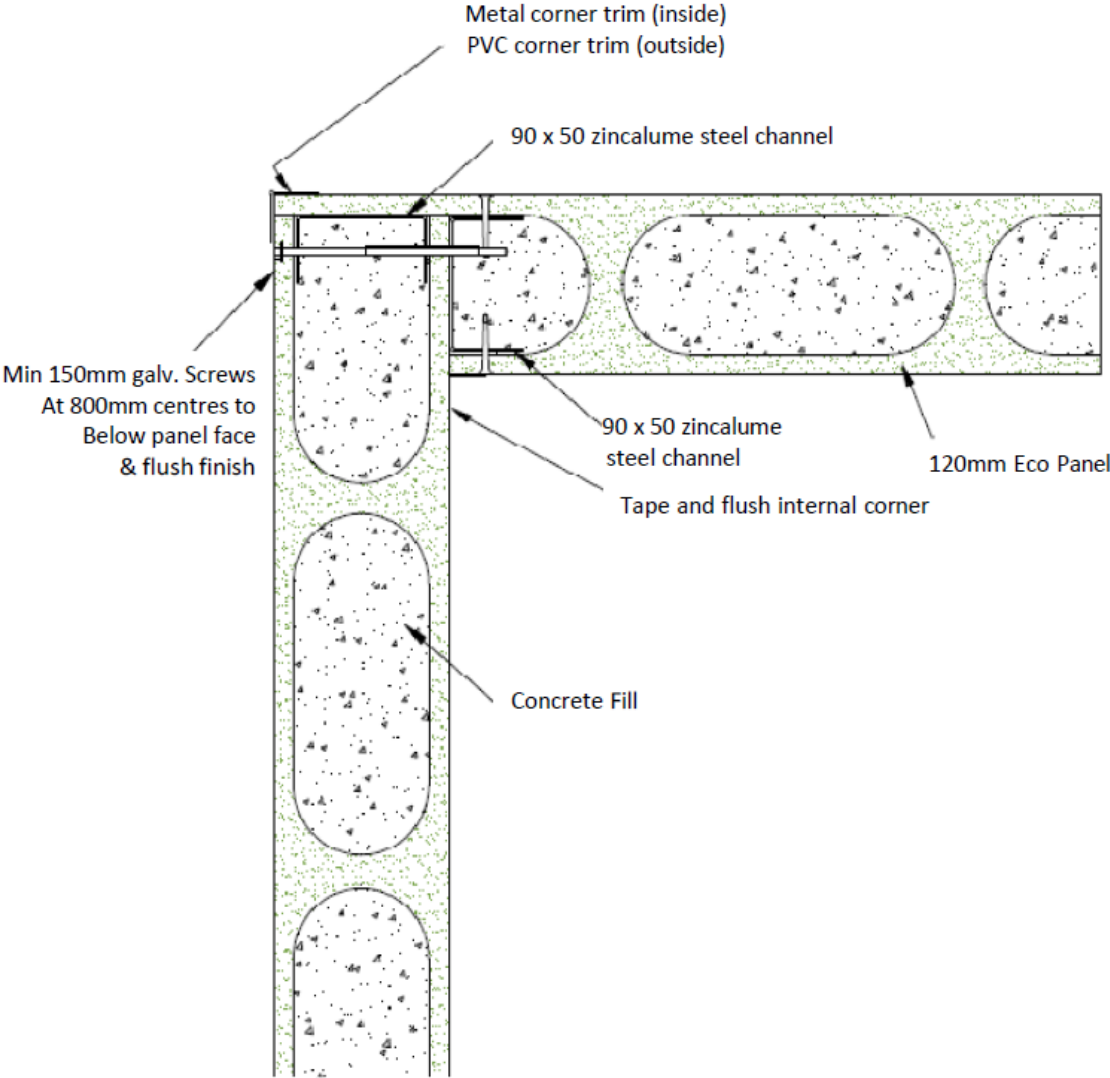 Metal corner trim (inside)
PVC corner trim (outside)
90 x 50 zincalume steel channel
Min 150mm galv. Screws
At 800mm centres to
Below panel face
& flush finish
90 x 50 zincalume
steel channel
120mm Eco Panel
Tape and flush internal corner
Concrete Fill